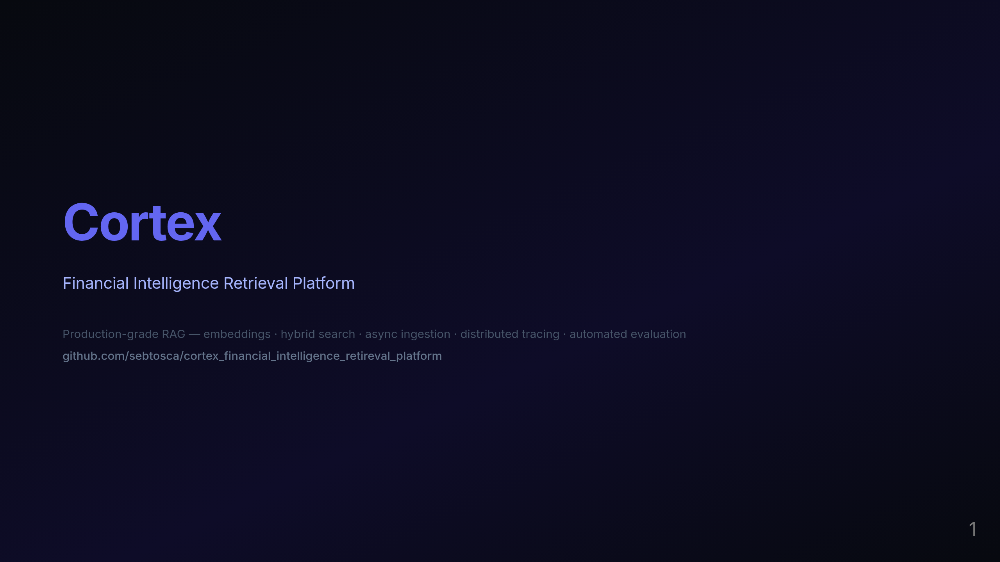 Cortex
Financial Intelligence Retrieval Platform
Production-grade RAG — embeddings · hybrid search · async ingestion · distributed tracing · automated evaluation
github.com/sebtosca/cortex_financial_intelligence_retireval_platform
1